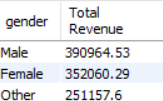 gender Total Revenue
Male 390964.53
Female 352060.29
Other 251157.6